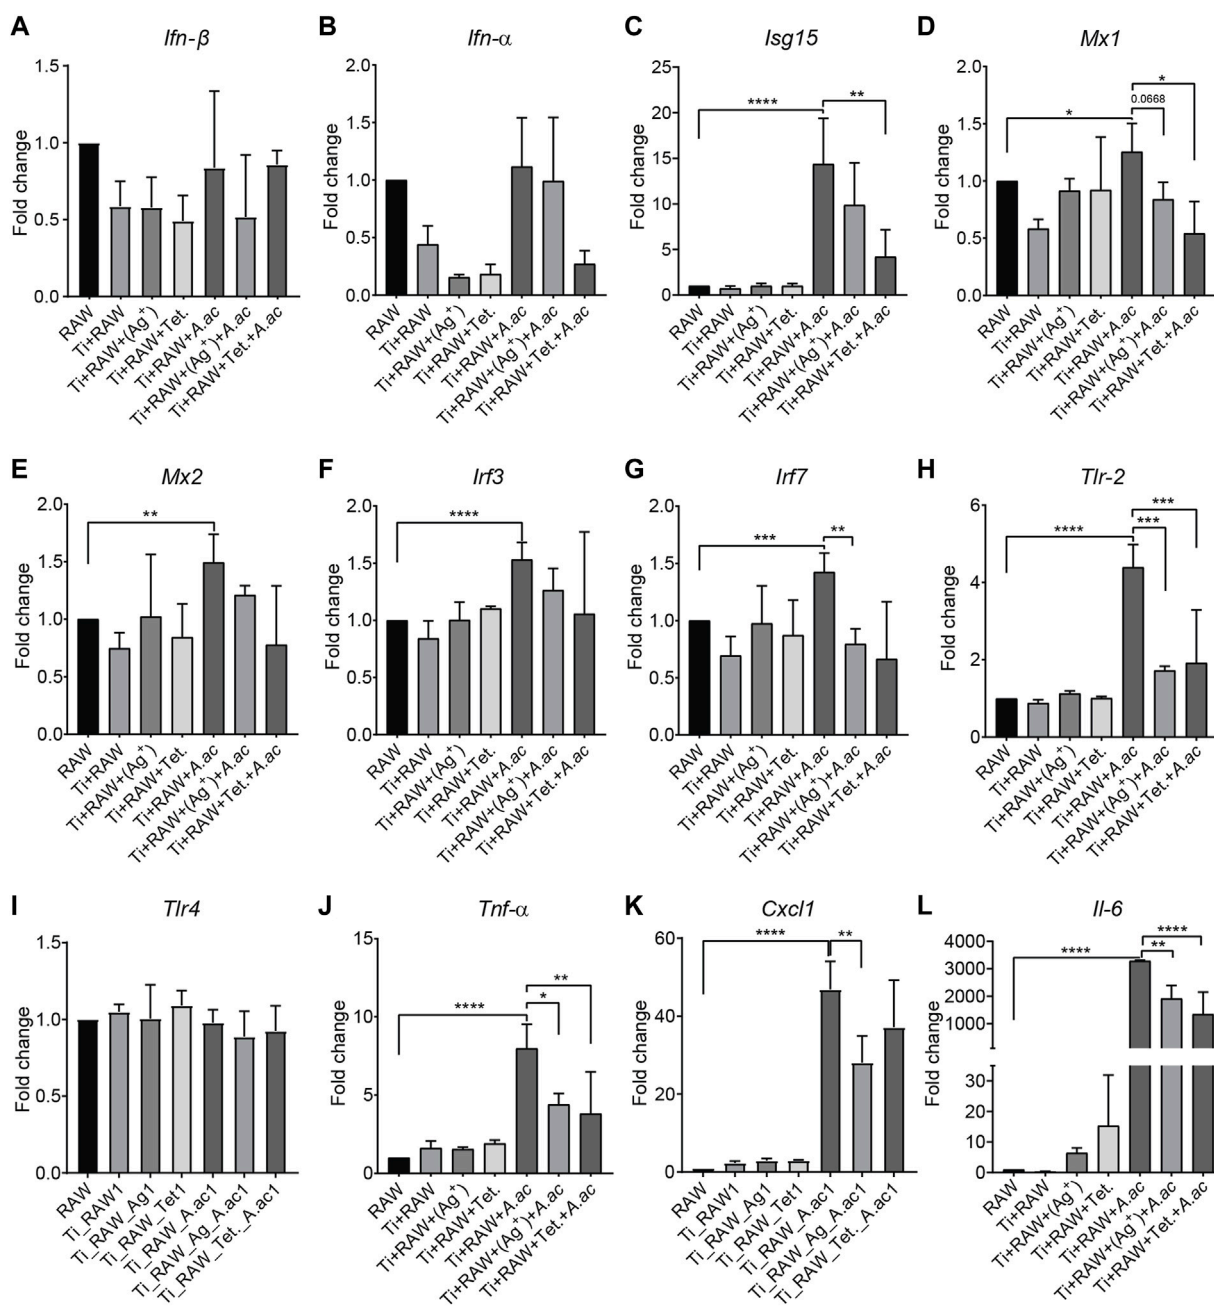 A
Ifn-β
1.5
1.0
0.5
0.0
Fold change
RAW
Ti+RAW
Ti+RAW+(Ag⁺)
Ti+RAW+Tet.
Ti+RAW+A.ac
Ti+RAW+(Ag⁺)+A.ac
Ti+RAW+Tet.+A.ac
B
Ifn-α
2.0
1.5
1.0
0.5
0.0
Fold change
RAW
Ti+RAW
Ti+RAW+(Ag⁺)
Ti+RAW+Tet.
Ti+RAW+A.ac
Ti+RAW+(Ag⁺)+A.ac
Ti+RAW+Tet.+A.ac
C
Isg15
25
20
15
10
5
0
Fold change
****
**
RAW
Ti+RAW
Ti+RAW+(Ag⁺)
Ti+RAW+Tet.
Ti+RAW+A.ac
Ti+RAW+(Ag⁺)+A.ac
Ti+RAW+Tet.+A.ac
D
Mx1
2.0
1.5
1.0
0.5
0.0
Fold change
*
0.0668
*
RAW
Ti+RAW
Ti+RAW+(Ag⁺)
Ti+RAW+Tet.
Ti+RAW+A.ac
Ti+RAW+(Ag⁺)+A.ac
Ti+RAW+Tet.+A.ac
E
Mx2
2.0
1.5
1.0
0.5
0.0
Fold change
**
RAW
Ti+RAW
Ti+RAW+(Ag⁺)
Ti+RAW+Tet.
Ti+RAW+A.ac
Ti+RAW+(Ag⁺)+A.ac
Ti+RAW+Tet.+A.ac
F
Irf3
2.0
1.5
1.0
0.5
0.0
Fold change
****
RAW
Ti+RAW
Ti+RAW+(Ag⁺)
Ti+RAW+Tet.
Ti+RAW+A.ac
Ti+RAW+(Ag⁺)+A.ac
Ti+RAW+Tet.+A.ac
G
Irf7
2.0
1.5
1.0
0.5
0.0
Fold change
***
**
RAW
Ti+RAW
Ti+RAW+(Ag⁺)
Ti+RAW+Tet.
Ti+RAW+A.ac
Ti+RAW+(Ag⁺)+A.ac
Ti+RAW+Tet.+A.ac
H
Tlr-2
6
4
2
0
Fold change
***
****
***
RAW
Ti+RAW
Ti+RAW+(Ag⁺)
Ti+RAW+Tet.
Ti+RAW+A.ac
Ti+RAW+(Ag⁺)+A.ac
Ti+RAW+Tet.+A.ac
I
Tlr4
1.5
1.0
0.5
0.0
Fold change
RAW
Ti_RAW1
Ti_RAW_Ag1
Ti_RAW_Tet1
Ti_RAW_A.ac1
Ti_RAW_Ag_A.ac1
Ti_RAW_Tet._A.ac1
J
Tnf-α
15
10
5
0
Fold change
**
****
*
RAW
Ti+RAW
Ti+RAW+(Ag⁺)
Ti+RAW+Tet.
Ti+RAW+A.ac
Ti+RAW+(Ag⁺)+A.ac
Ti+RAW+Tet.+A.ac
K
Cxcl1
60
40
20
0
Fold change
****
**
RAW
Ti_RAW1
Ti_RAW_Ag1
Ti_RAW_Tet1
Ti_RAW_A.ac1
Ti_RAW_Ag_A.ac1
Ti_RAW_Tet._A.ac1
L
Il-6
4000
3000
2000
1000
30
20
10
0
Fold change
****
****
**
RAW
Ti+RAW
Ti+RAW+(Ag⁺)
Ti+RAW+Tet.
Ti+RAW+A.ac
Ti+RAW+(Ag⁺)+A.ac
Ti+RAW+Tet.+A.ac